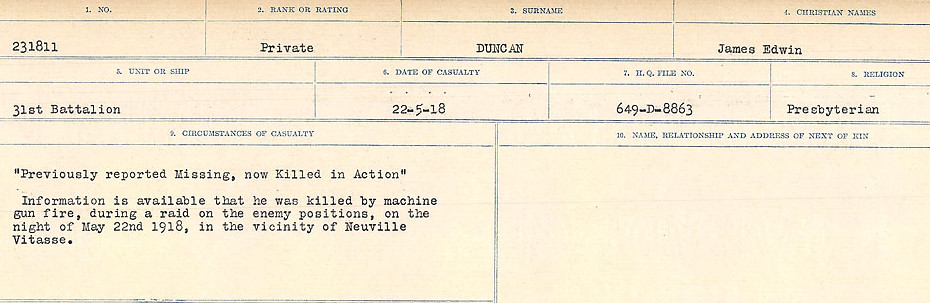 1. NO. 2. RANK OR RATING 3. SURNAME 4. CHRISTIAN NAMES
231811 Private DUNCAN James Edwin
5. UNIT OR SHIP 6. DATE OF CASUALTY 7. H. Q. FILE NO. 8. RELIGION
31st Battalion 22-5-18 649-D-8863 Presbyterian
9. CIRCUMSTANCES OF CASUALTY 10. NAME, RELATIONSHIP AND ADDRESS OF NEXT OF KIN
"Previously reported Missing, now Killed in Action"
Information is available that he was killed by machine
gun fire, during a raid on the enemy positions, on the
night of May 22nd 1918, in the vicinity of Neuville
Vitasse.